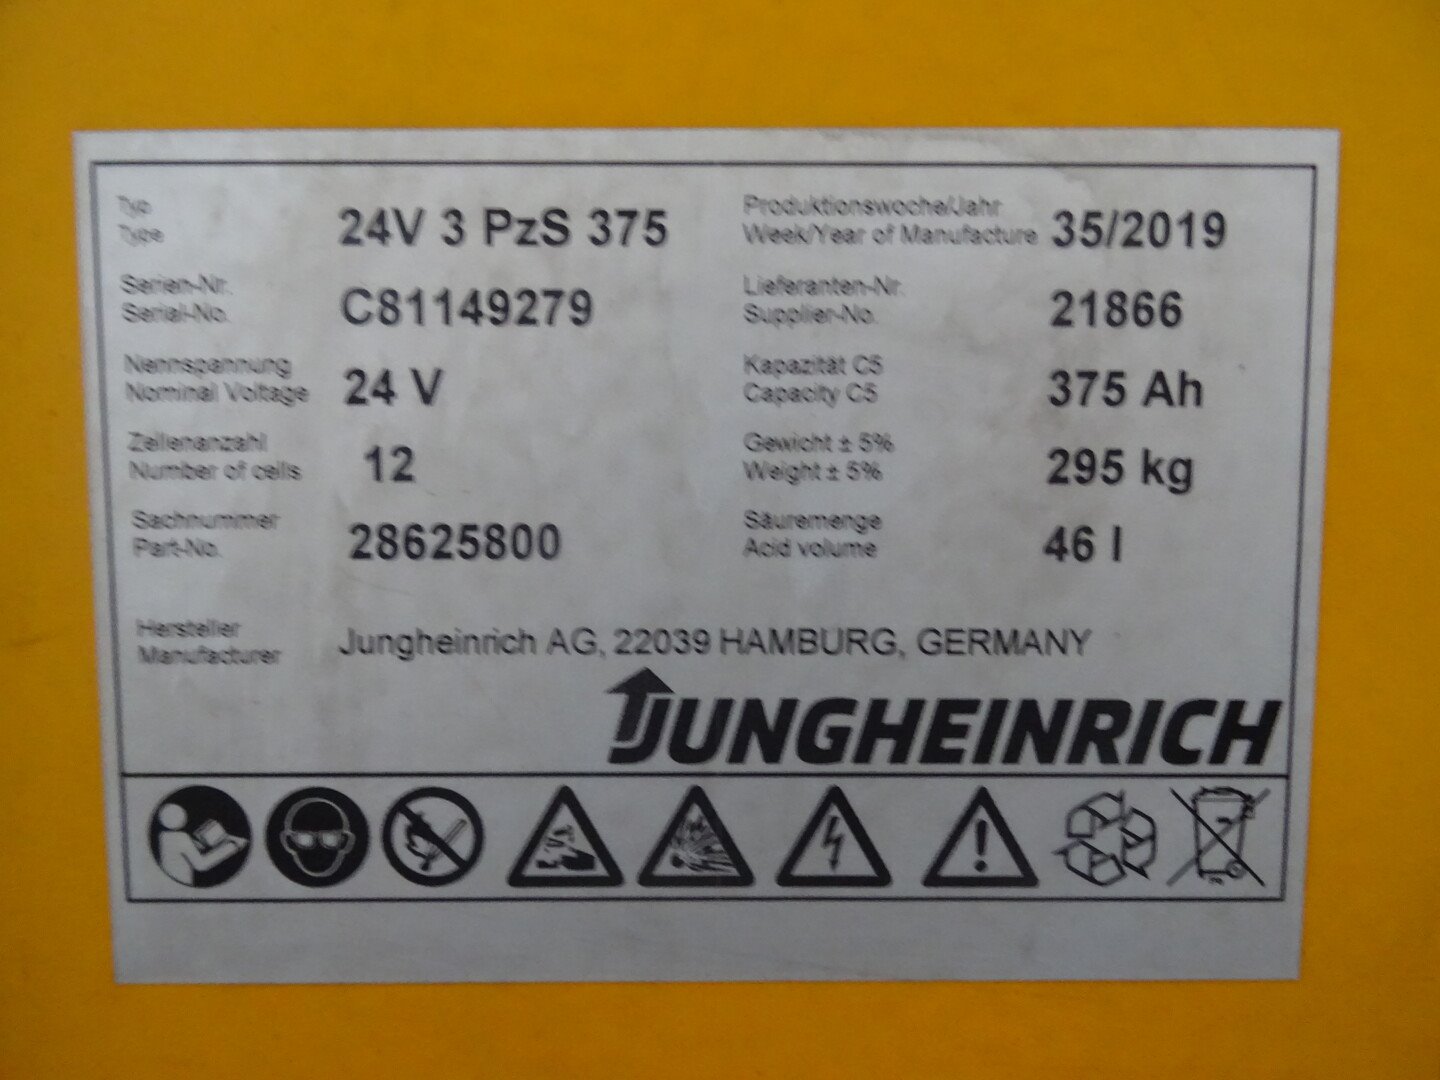 Typ
Type
24V 3 PzS 375
Produktionswoche/Jahr
Week/Year of Manufacture
35/2019
Serien-Nr.
Serial-No.
C81149279
Lieferanten-Nr.
Supplier-No.
21866
Nennspannung
Nominal Voltage
24 V
Kapazität C5
Capacity C5
375 Ah
Zellenanzahl
Number of cells
12
Gewicht ± 5%
Weight ± 5%
295 kg
Sachnummer
Part-No.
28625800
Säuremenge
Acid volume
46 l
Hersteller
Manufacturer
Jungheinrich AG, 22039 HAMBURG, GERMANY
JUNGHEINRICH